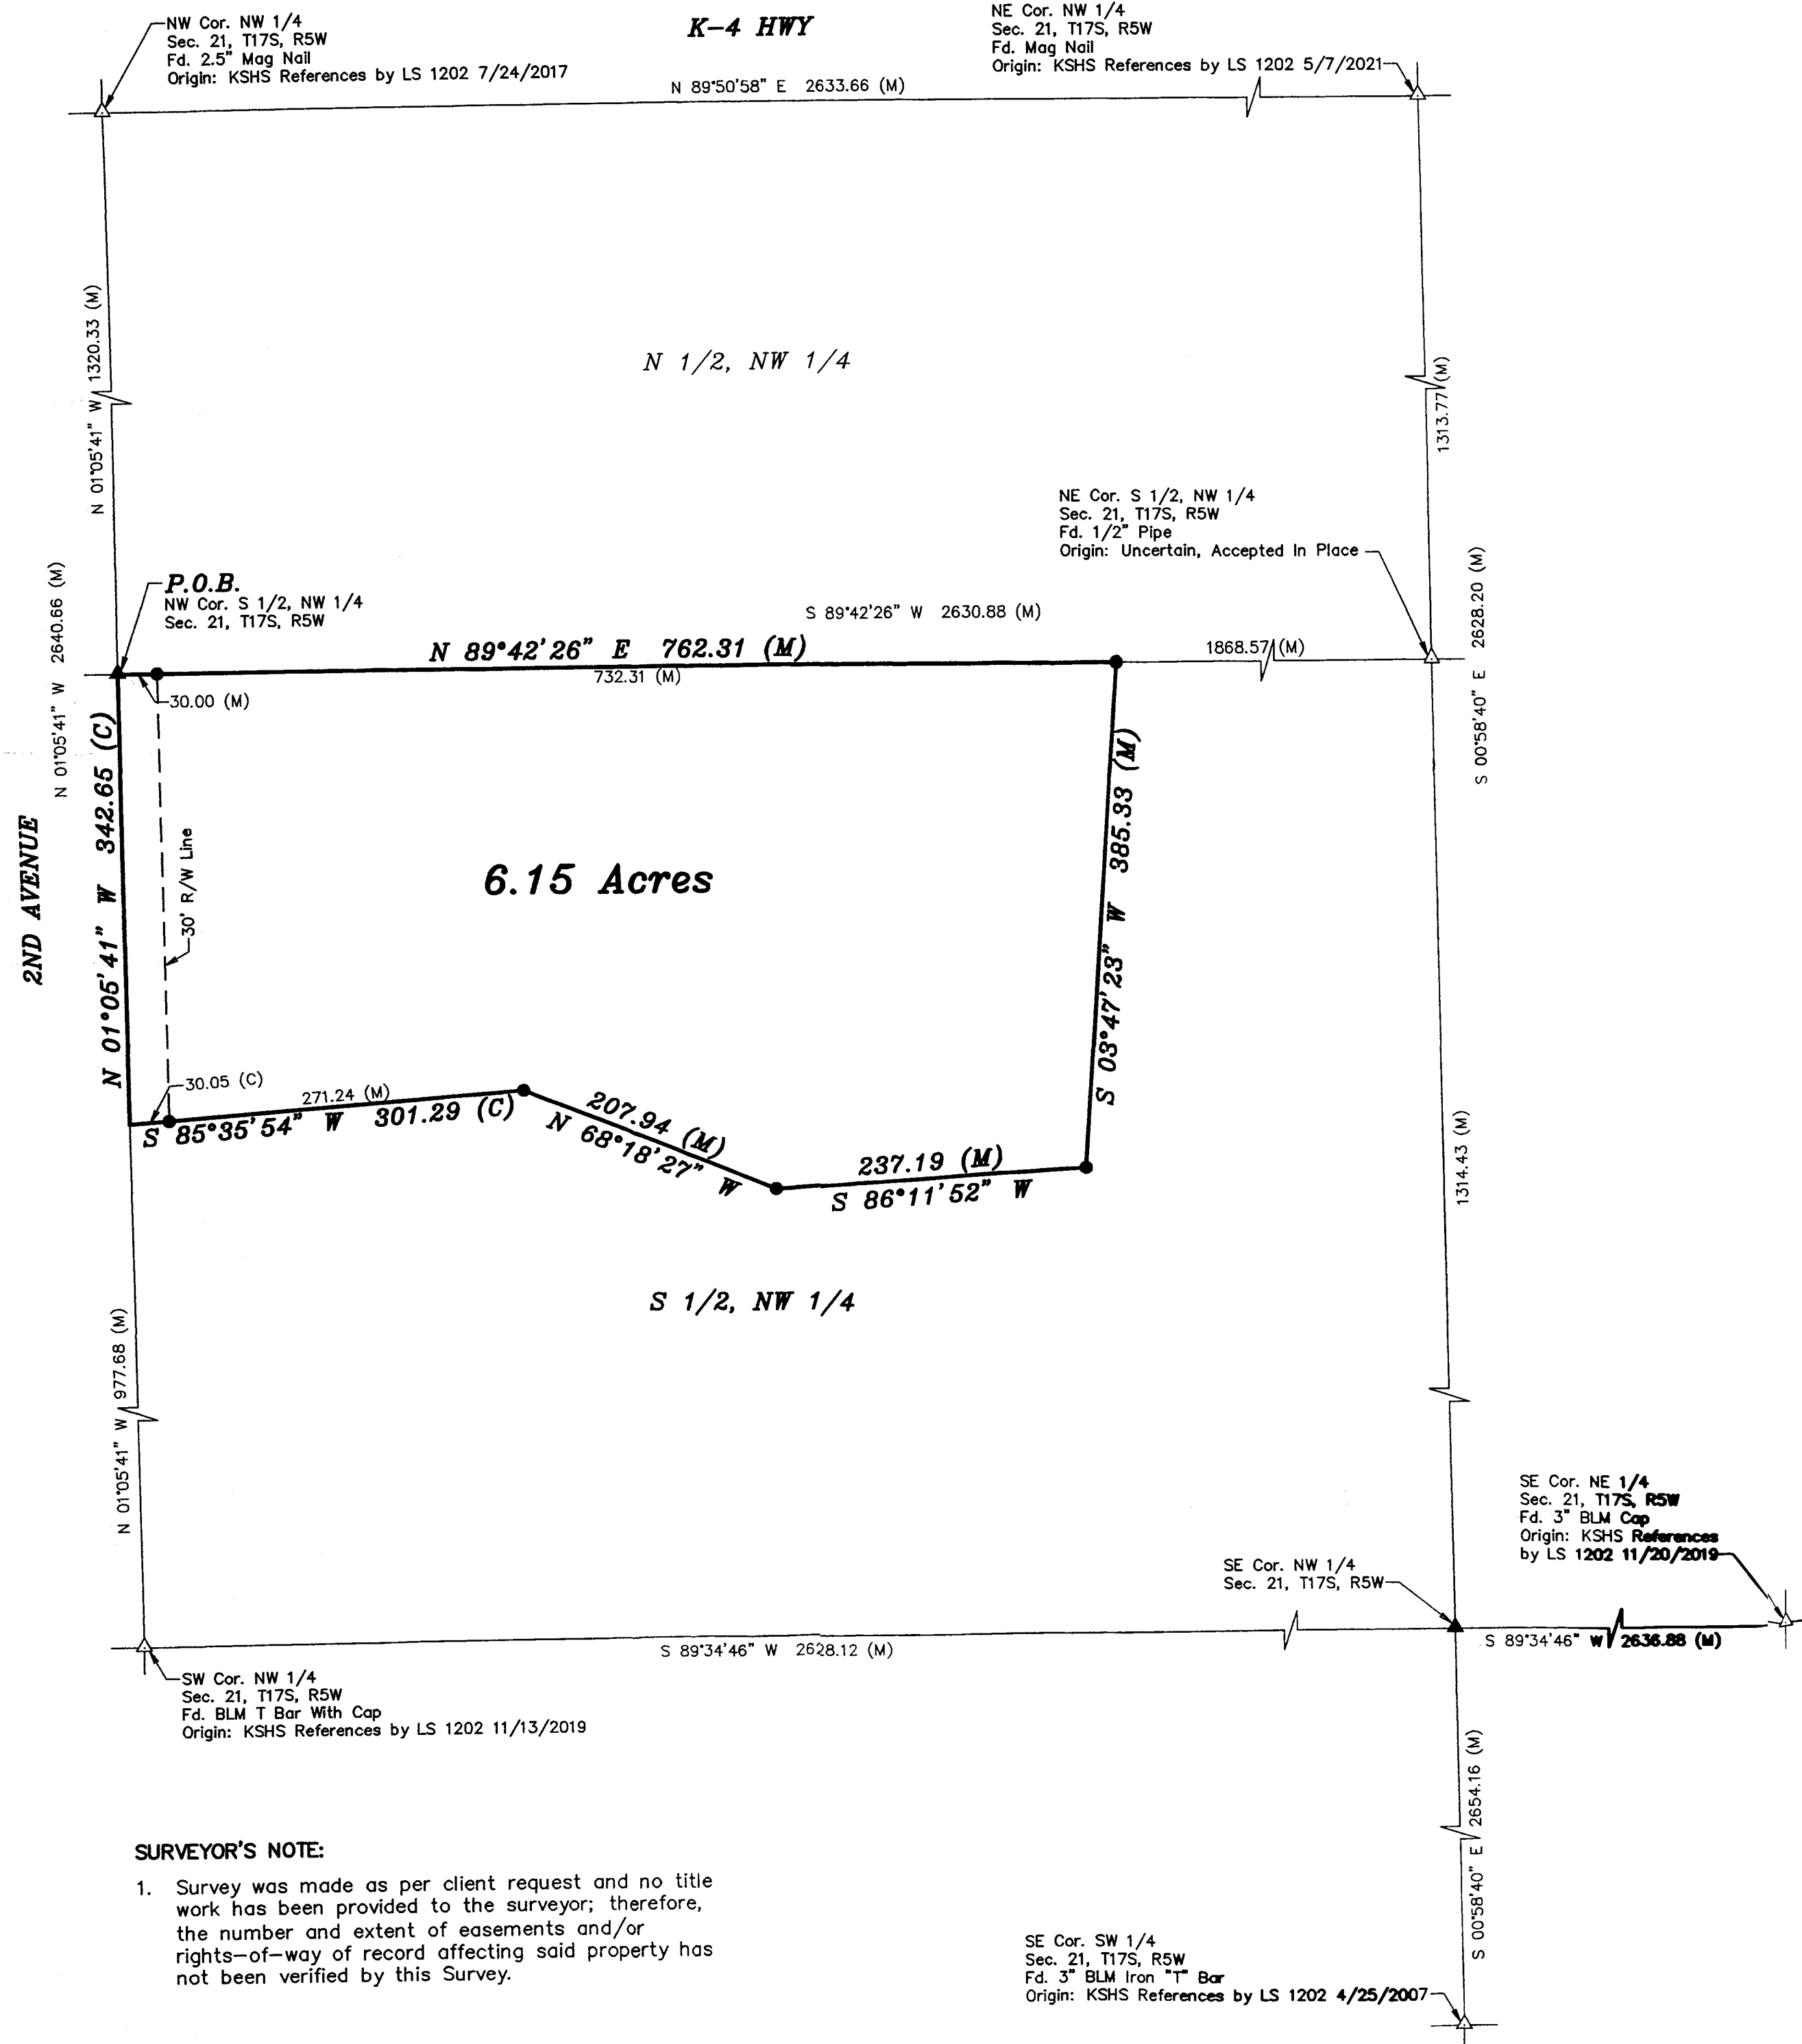 NW Cor. NW 1/4
Sec. 21, T17S, R5W
Fd. 2.5" Mag Nail
Origin: KSHS References by LS 1202 7/24/2017
K-4 HWY
NE Cor. NW 1/4
Sec. 21, T17S, R5W
Fd. Mag Nail
Origin: KSHS References by LS 1202 5/7/2021
N 89°50'58" E 2633.66 (M)
N 01°05'41" W 1320.33 (M)
N 1/2, NW 1/4
1313.77 (M)
NE Cor. S 1/2, NW 1/4
Sec. 21, T17S, R5W
Fd. 1/2" Pipe
Origin: Uncertain, Accepted In Place
N 01°05'41" W 2640.66 (M)
P.O.B.
NW Cor. S 1/2, NW 1/4
Sec. 21, T17S, R5W
S 89°42'26" W 2630.88 (M)
S 00°58'40" E 2628.20 (M)
N 89°42'26" E 762.31 (M)
732.31 (M)
1868.57 (M)
30.00 (M)
2ND AVENUE
N 01°05'41" W 342.65 (C)
30' R/W Line
6.15 Acres
S 03°47'23" W 385.33 (M)
30.05 (C)
271.24 (M)
S 85°35'54" W 301.29 (C)
207.94 (M)
N 68°18'27" W
237.19 (M)
S 86°11'52" W
1314.43 (M)
S 1/2, NW 1/4
N 01°05'41" W 977.68 (M)
SE Cor. NE 1/4
Sec. 21, T17S, R5W
Fd. 3" BLM Cap
Origin: KSHS References
by LS 1202 11/20/2019
SE Cor. NW 1/4
Sec. 21, T17S, R5W
S 89°34'46" W 2628.12 (M)
S 89°34'46" W 2636.88 (M)
SW Cor. NW 1/4
Sec. 21, T17S, R5W
Fd. BLM T Bar With Cap
Origin: KSHS References by LS 1202 11/13/2019
S 00°58'40" E 2654.16 (M)
SURVEYOR'S NOTE:
1. Survey was made as per client request and no title
work has been provided to the surveyor; therefore,
the number and extent of easements and/or
rights-of-way of record affecting said property has
not been verified by this Survey.
SE Cor. SW 1/4
Sec. 21, T17S, R5W
Fd. 3" BLM Iron "T" Bar
Origin: KSHS References by LS 1202 4/25/2007